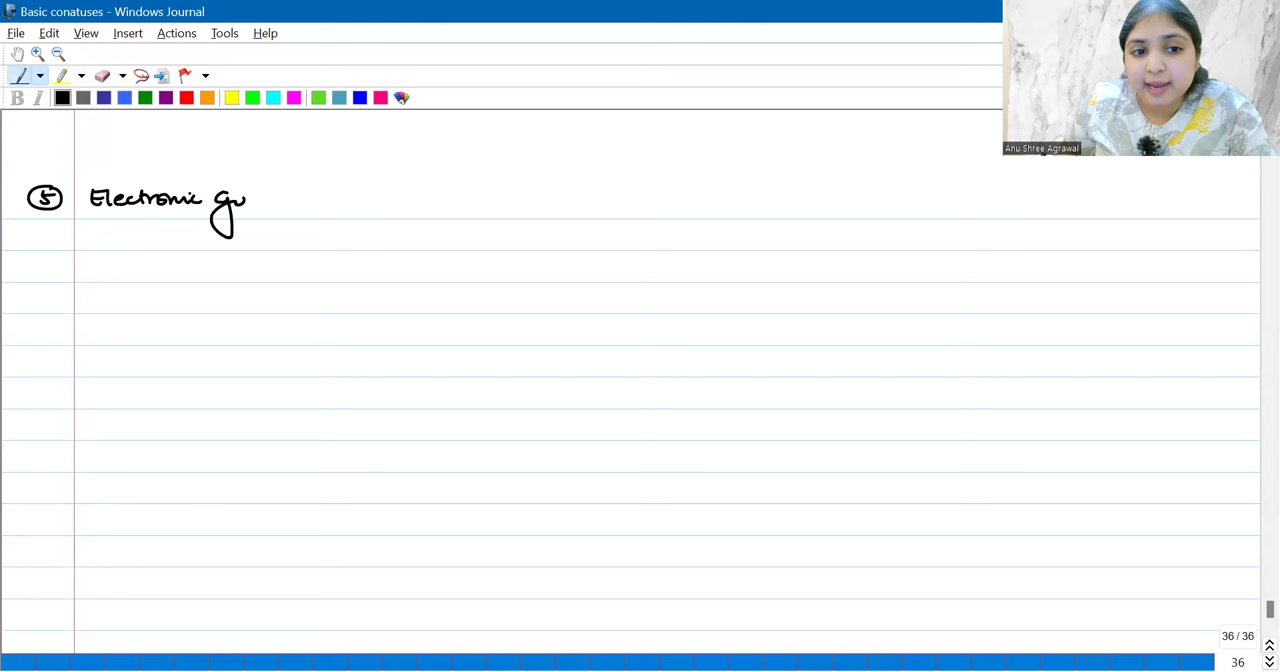 Basic conatuses - Windows Journal
File Edit View Insert Actions Tools Help
B I
Anu Shree Agrawal
5 Electronic Gu
36 / 36
36